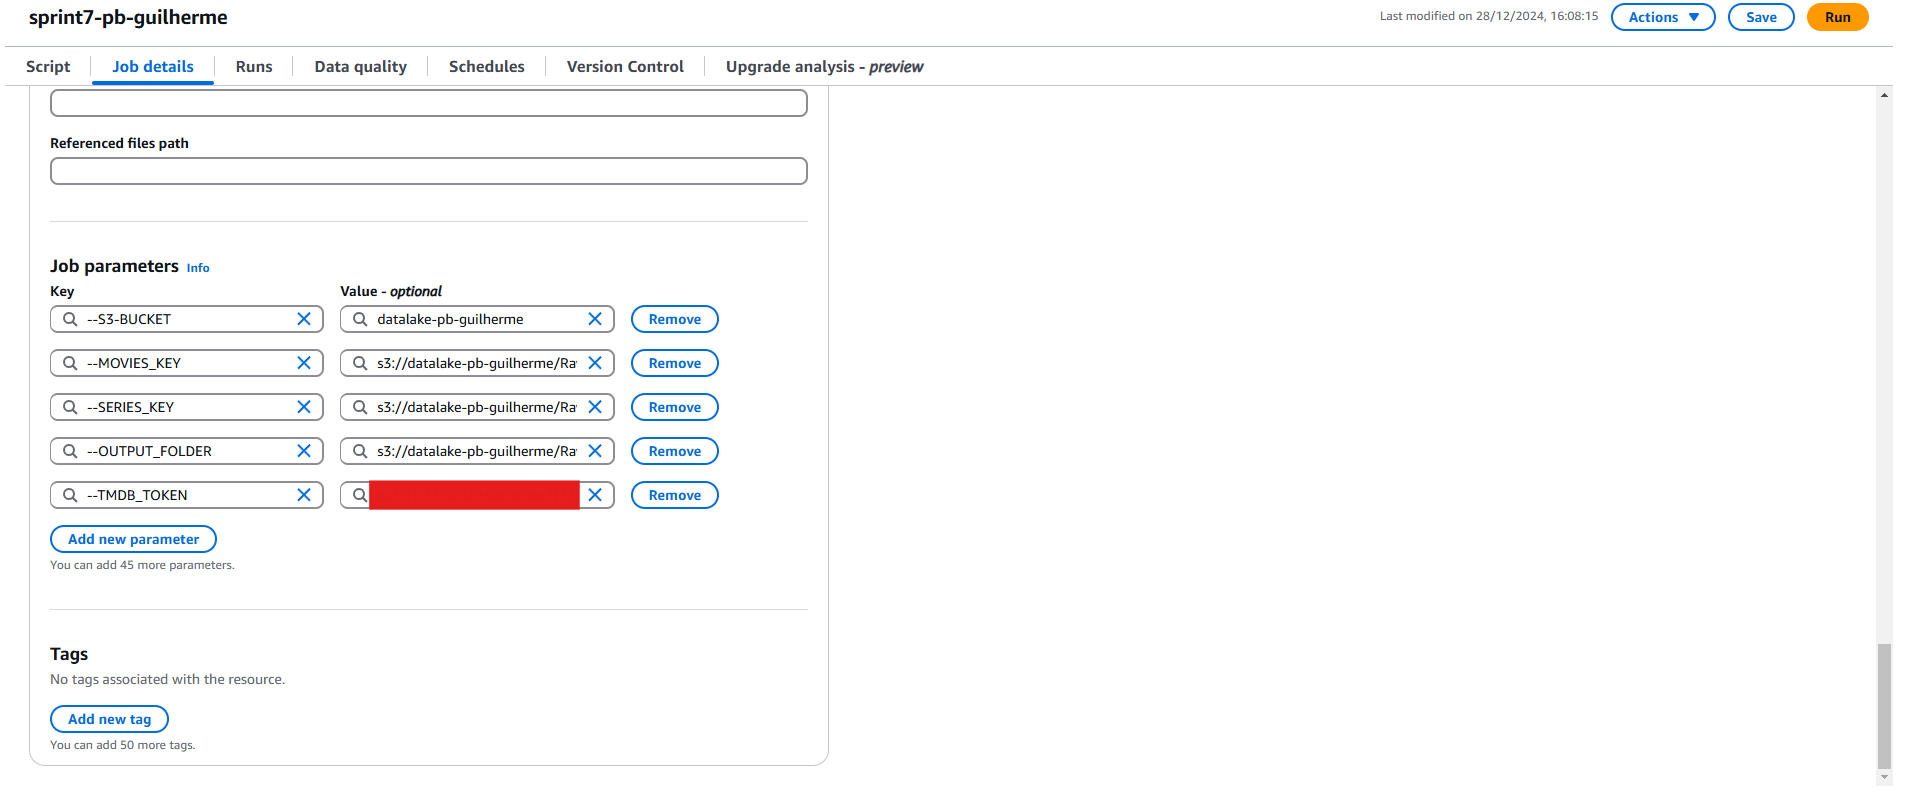 sprint7-pb-guilherme
Last modified on 28/12/2024, 16:08:15
Actions
Save
Run
Script
Job details
Runs
Data quality
Schedules
Version Control
Upgrade analysis - preview
Referenced files path
Job parameters Info
Key
Value - optional
--S3-BUCKET
datalake-pb-guilherme
Remove
--MOVIES_KEY
s3://datalake-pb-guilherme/Ra
Remove
--SERIES_KEY
s3://datalake-pb-guilherme/Ra
Remove
--OUTPUT_FOLDER
s3://datalake-pb-guilherme/Ra
Remove
--TMDB_TOKEN
Remove
Add new parameter
You can add 45 more parameters.
Tags
No tags associated with the resource.
Add new tag
You can add 50 more tags.